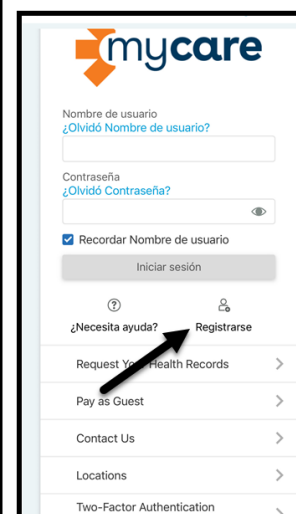 mycare
Nombre de usuario
¿Olvidó Nombre de usuario?
Contraseña
¿Olvidó Contraseña?
Recordar Nombre de usuario
Iniciar sesión
¿Necesita ayuda?
Registrarse
Request Your Health Records
Pay as Guest
Contact Us
Locations
Two-Factor Authentication